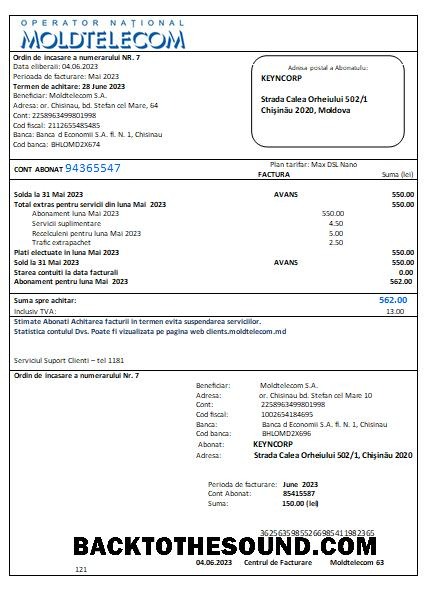 OPERATOR NAȚIONAL
MOLDTELECOM
Ordin de incasare a numerarului NR. 7
Data eliberaii: 04.06.2023
Perioada de facturare: Mai 2023
Termen de achitare: 28 June 2023
Beneficiar: Moldtelecom S.A.
Adresa: or. Chisinau, bd. Stefan cel Mare, 64
Cont: 2258963499801998
Cod fiscal: 2112655485485
Banca: Banca d Economii S.A. fl. N. 1, Chisinau
Cod banca: BHLOMD2X674
Adresa postal a Abonatulu:
KEYNCORP
Strada Calea Orheiului 502/1
Chișinău 2020, Moldova
CONT ABONAT 94365547
Plan tarifar: Max DSL Nano
FACTURA Suma (lei)
Solda la 31 Mai 2023 AVANS 550.00
Total extras pentru servicii din luna Mai 2023 550.00
Abonament luna Mai 2023 550.00
Servicii suplimentare 4.50
Recelculeni pentru luna Mai 2023 5.00
Trafic extrapachet 2.50
Plati electuate in luna Mai 2023 550.00
Sold la 31 Mai 2023 AVANS 550.00
Starea contuii la data facturali 0.00
Abonament pentru luna Mai 2023 562.00
Suma spre achitar: 562.00
Inclusiv TVA: 13.00
Stimate Abonati Achitarea facturii in termen evita suspendarea serviciilor.
Statistica contului Dvs. Poate fi vizualizata pe pagina web clients.moldtelecom.md
Serviciul Suport Clienti – tel 1181
Ordin de incasare a numerarului Nr. 7
Beneficiar: Moldtelecom S.A.
Adresa: or. Chisinau bd. Stefan cel Mare 10
Cont: 2258963499801998
Cod fiscal: 1002654184695
Banca: Banca d Economii S.A. fl. N. 1, Chisinau
Cod banca: BHLOMD2X696
Abonat: KEYNCORP
Adresa: Strada Calea Orheiului 502/1, Chișinău 2020
Perioda de facturare: June 2023
Cont Abonat: 85415587
Suma: 150.00 (lei)
36256359855266985411982365
BACKTOTHESOUND.COM
04.06.2023 Centrul de Facturare Moldtelecom 63
121